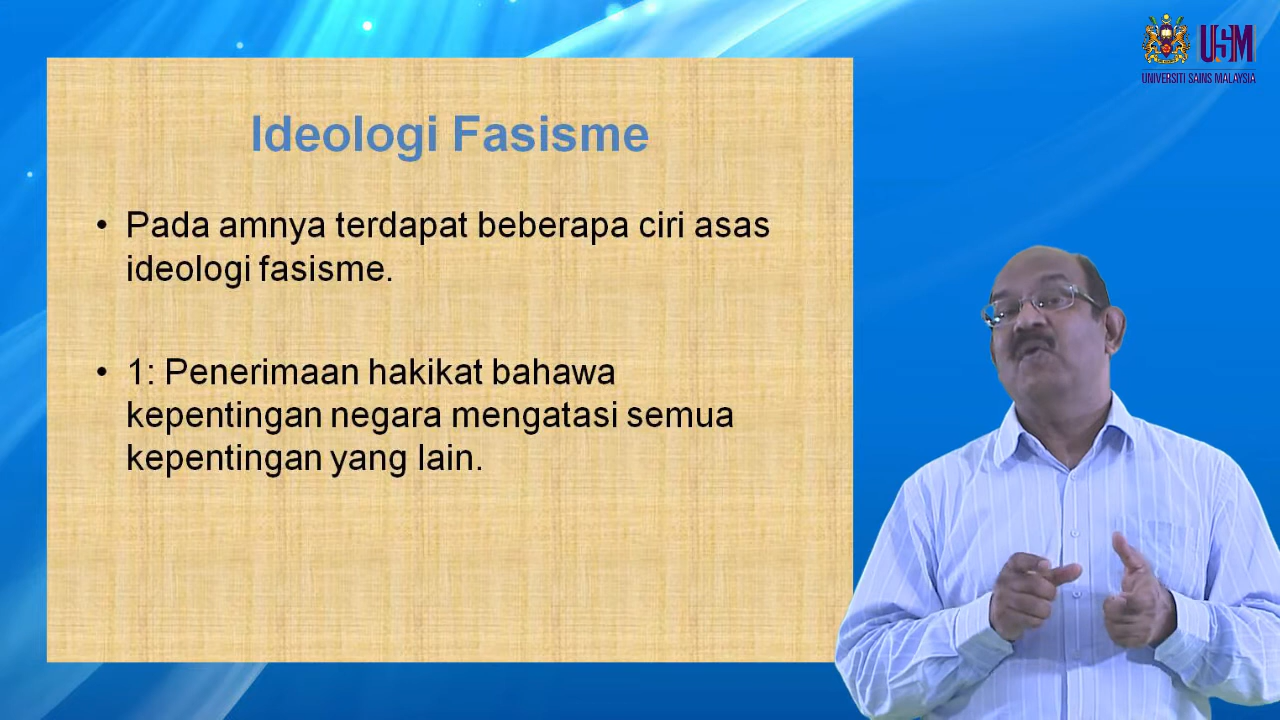 USM
UNIVERSITI SAINS MALAYSIA
Ideologi Fasisme
• Pada amnya terdapat beberapa ciri asas
ideologi fasisme.
• 1: Penerimaan hakikat bahawa
kepentingan negara mengatasi semua
kepentingan yang lain.